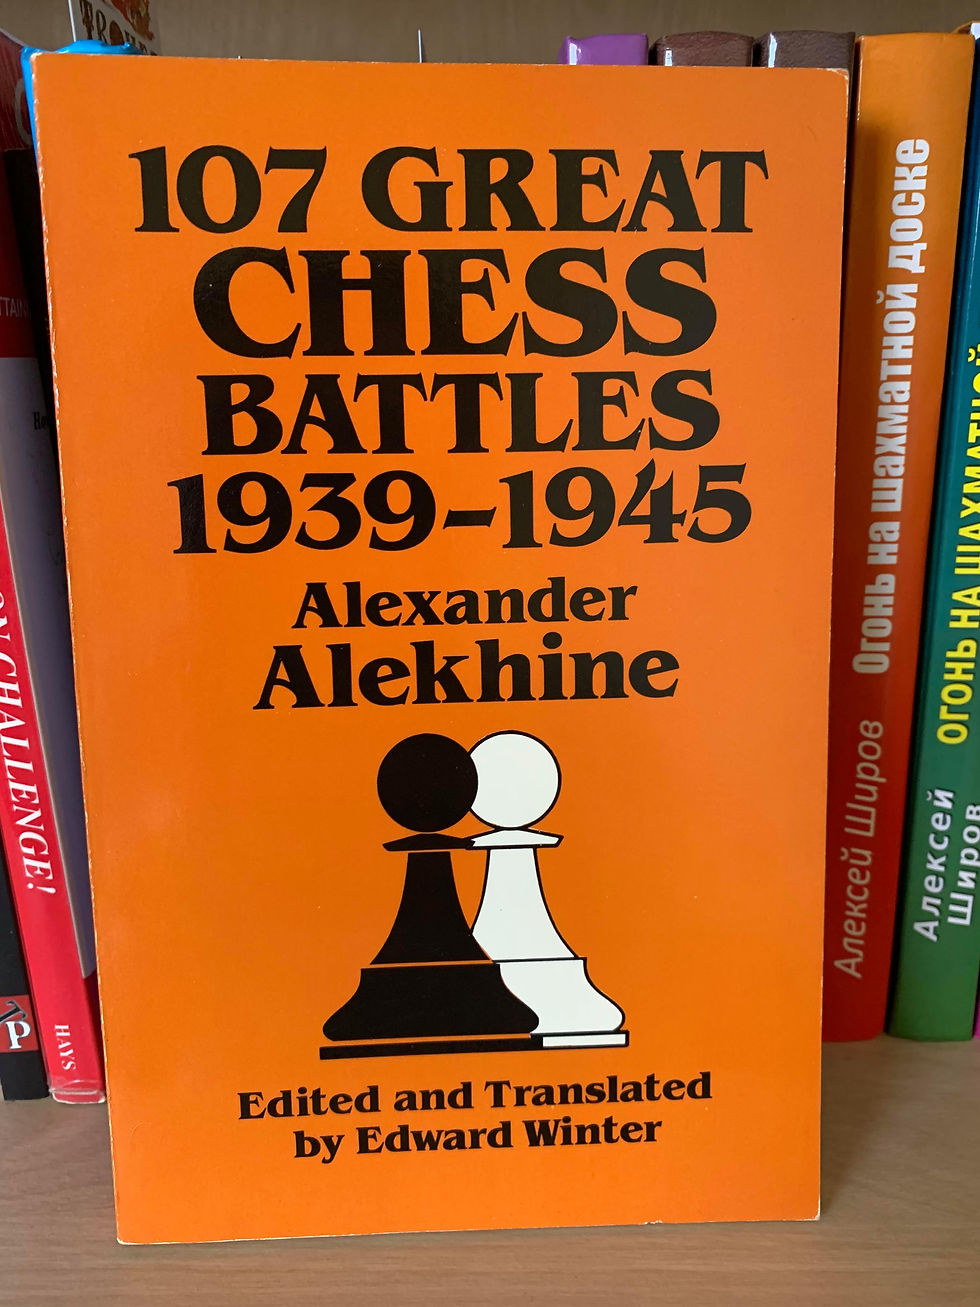 107 GREAT
CHESS
BATTLES
1939–1945
Alexander
Alekhine
Edited and Translated
by Edward Winter
CHALLENGE!
HAYS
Алексей Широв
Огонь на шахматной доске
Алексей
Широв